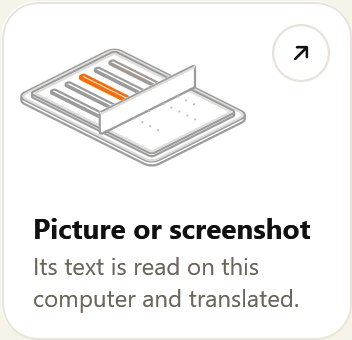 Picture or screenshot
Its text is read on this
computer and translated.